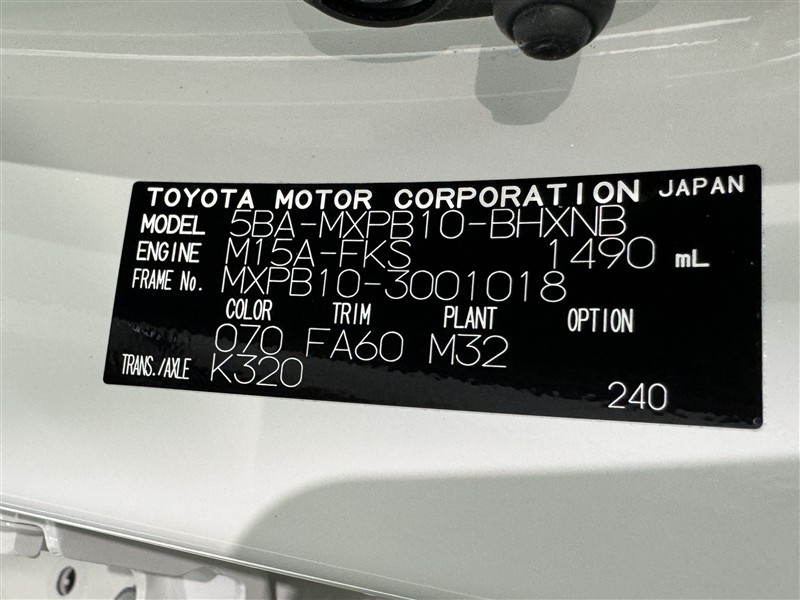 TOYOTA MOTOR CORPORATION JAPAN
MODEL 5BA-MXPB10-BHXNB
ENGINE M15A-FKS 1490 mL
FRAME No. MXPB10-3001018
COLOR TRIM PLANT OPTION
070 FA60 M32
TRANS./AXLE K320
240